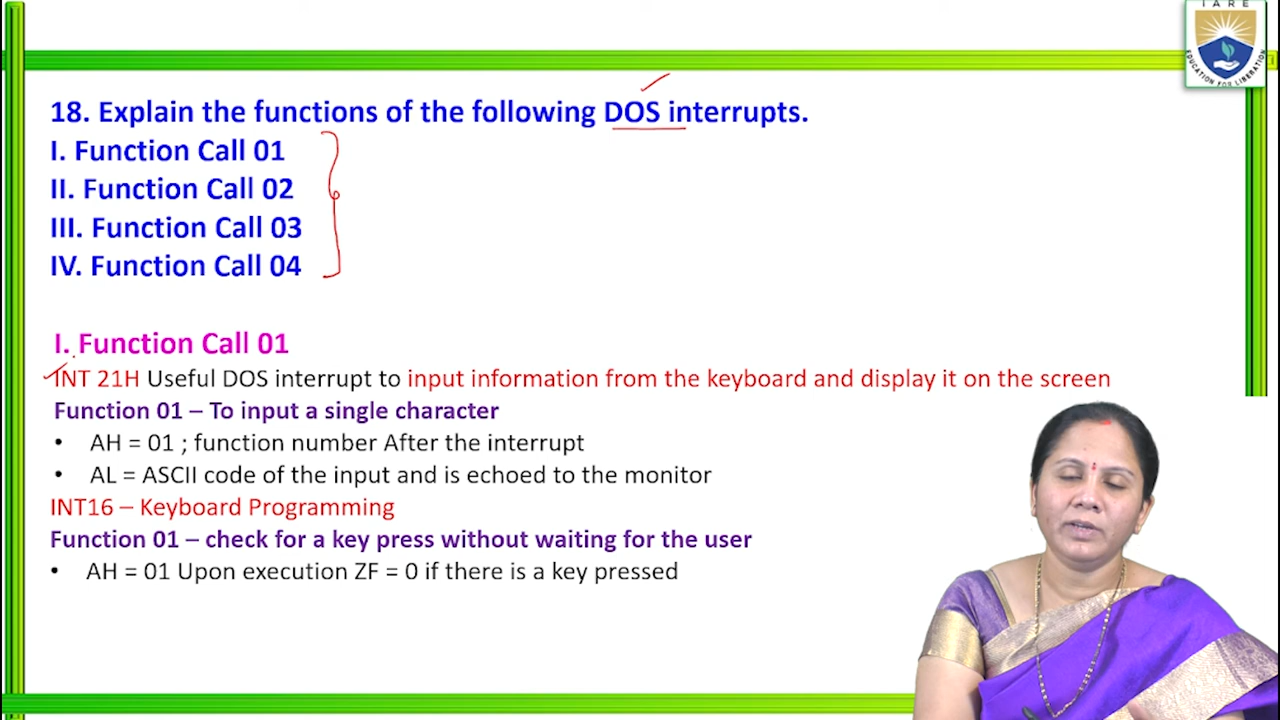 IARE
EDUCATION FOR LIBERATION
18. Explain the functions of the following DOS interrupts.
I. Function Call 01
II. Function Call 02
III. Function Call 03
IV. Function Call 04
I. Function Call 01
INT 21H Useful DOS interrupt to input information from the keyboard and display it on the screen
Function 01 – To input a single character
• AH = 01 ; function number After the interrupt
• AL = ASCII code of the input and is echoed to the monitor
INT16 – Keyboard Programming
Function 01 – check for a key press without waiting for the user
• AH = 01 Upon execution ZF = 0 if there is a key pressed